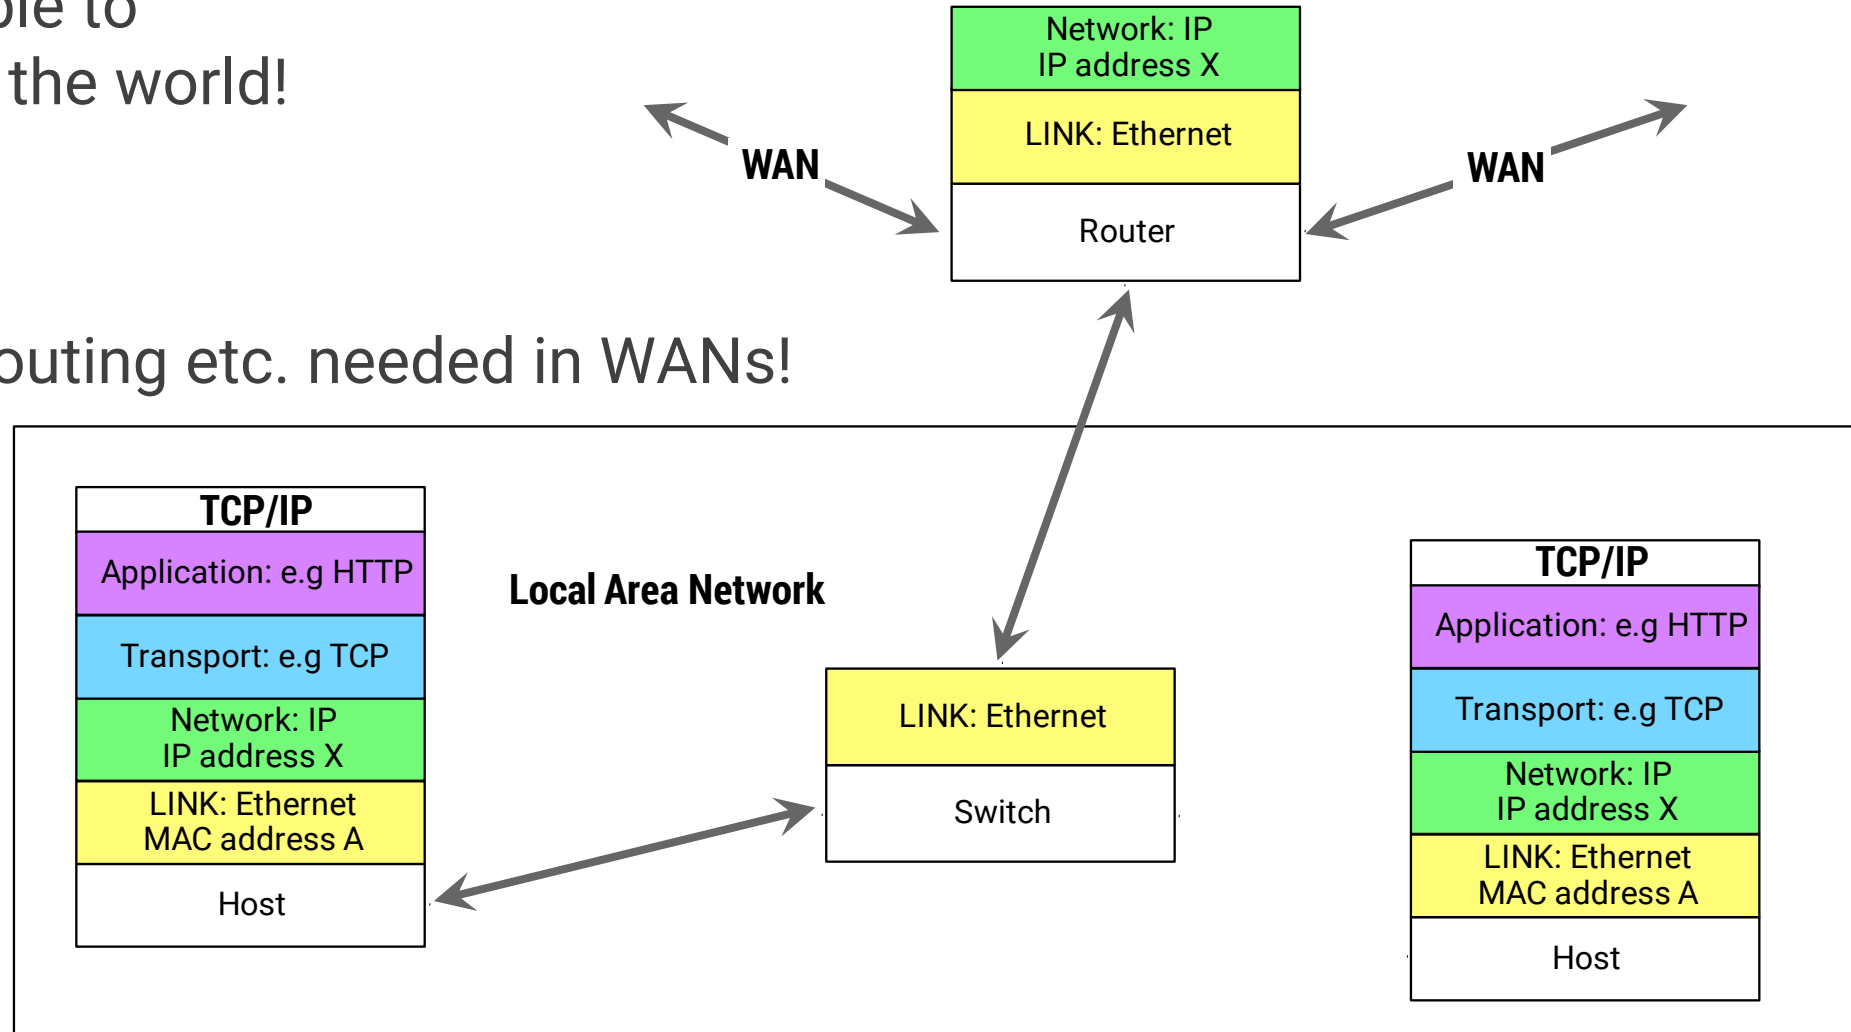 the world!
Network: IP
IP address X
LINK: Ethernet
Router
WAN
WAN
etc. needed in WANs!
TCP/IP
Application: e.g HTTP
Transport: e.g TCP
Network: IP
IP address X
LINK: Ethernet
MAC address A
Host
Local Area Network
LINK: Ethernet
Switch
TCP/IP
Application: e.g HTTP
Transport: e.g TCP
Network: IP
IP address X
LINK: Ethernet
MAC address A
Host